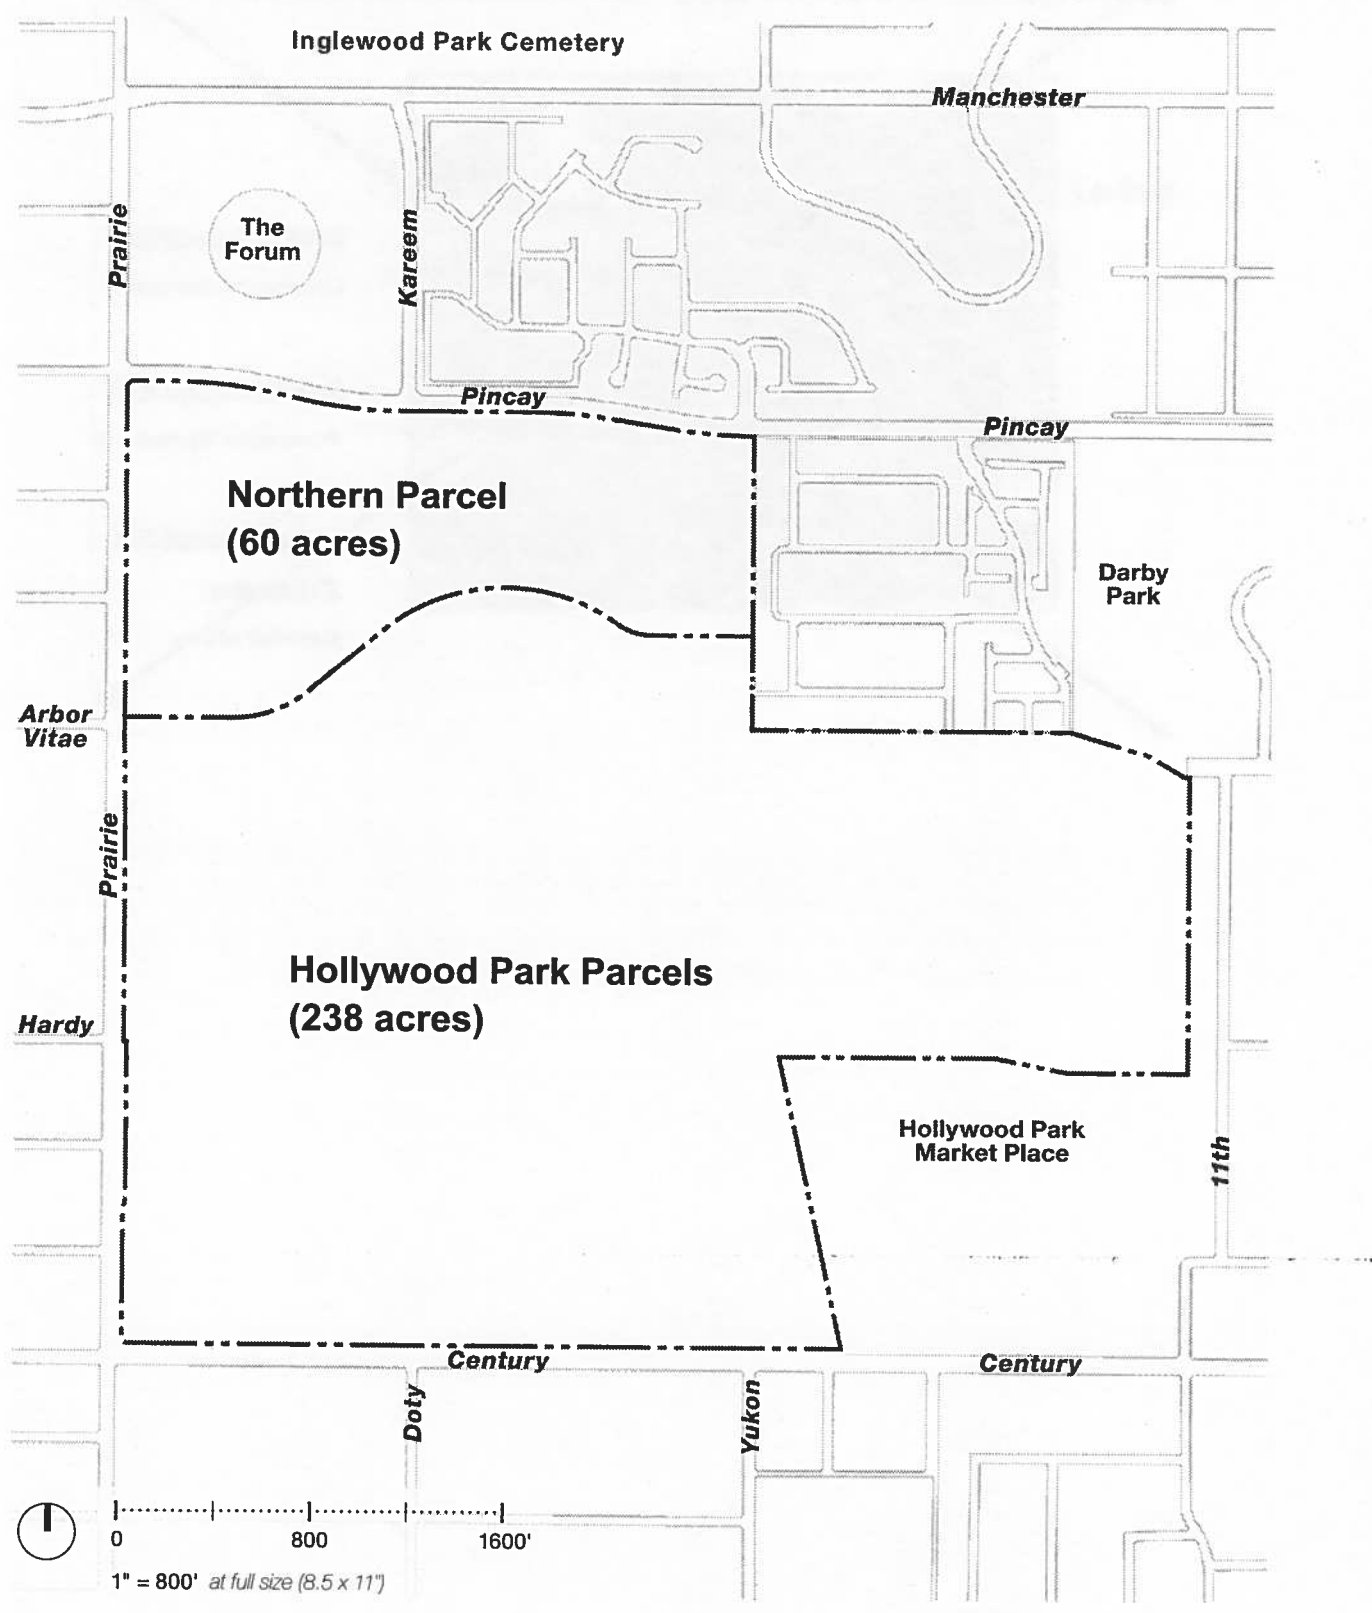 Inglewood Park Cemetery
Manchester
Prairie
The
Forum
Kareem
Pincay
Pincay
Northern Parcel
(60 acres)
Darby
Park
Arbor
Vitae
Prairie
Hollywood Park Parcels
(238 acres)
Hardy
Hollywood Park
Market Place
11th
Century
Century
Doty
Yukon
0 800 1600'
1" = 800' at full size (8.5 x 11")